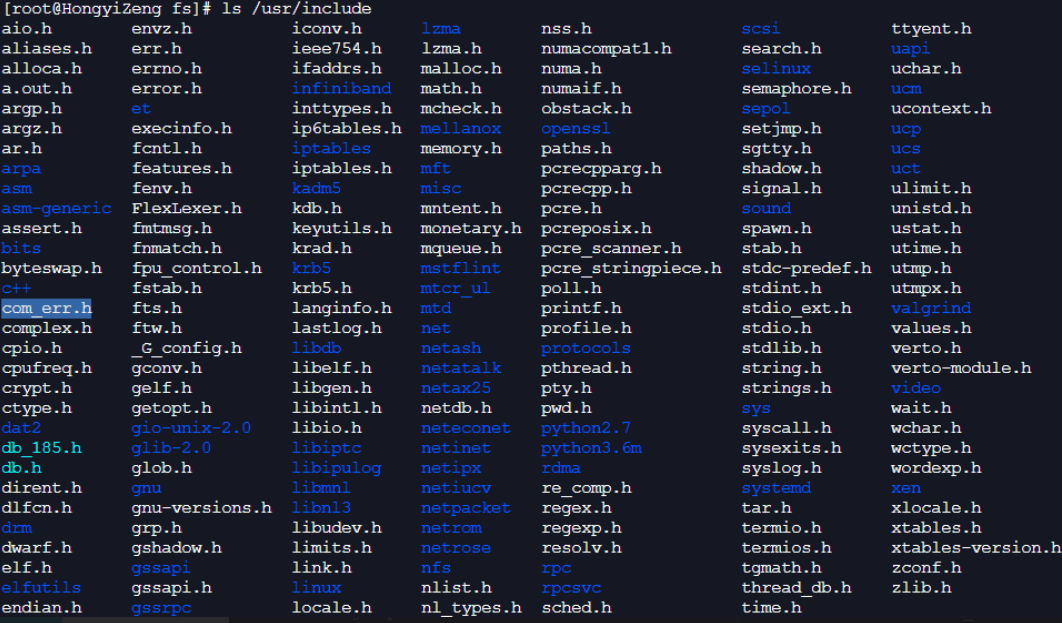 [root@HongyiZeng fs]# ls /usr/include
aio.h envz.h iconv.h lzma nss.h scsi ttyent.h
aliases.h err.h ieee754.h lzma.h numacompat1.h search.h uapi
alloca.h errno.h ifaddrs.h malloc.h numa.h selinux uchar.h
a.out.h error.h infiniband math.h numaif.h semaphore.h ucm
argp.h et inttypes.h mcheck.h obstack.h sepol ucontext.h
argz.h execinfo.h ip6tables.h mellanox openssl setjmp.h ucp
ar.h fcntl.h iptables memory.h paths.h sgtty.h ucs
arpa features.h iptables.h mft pcrecpparg.h shadow.h uct
asm fenv.h kadm5 misc pcrecpp.h signal.h ulimit.h
asm-generic FlexLexer.h kdb.h mntent.h pcre.h sound unistd.h
assert.h fmtmsg.h keyutils.h monetary.h pcreposix.h spawn.h ustat.h
bits fnmatch.h krad.h mqueue.h pcre_scanner.h stab.h utime.h
byteswap.h fpu_control.h krb5 mstflint pcre_stringpiece.h stdc-predef.h utmp.h
c++ fstab.h krb5.h mtcr_ul poll.h stdint.h utmpx.h
com_err.h fts.h langinfo.h mtd printf.h stdio_ext.h valgrind
complex.h ftw.h lastlog.h net profile.h stdio.h values.h
cpio.h _G_config.h libdb netash protocols stdlib.h verto.h
cpufreq.h gconv.h libelf.h netatalk pthread.h string.h verto-module.h
crypt.h gelf.h libgen.h netax25 pty.h strings.h video
ctype.h getopt.h libintl.h netdb.h pwd.h sys wait.h
dat2 gio-unix-2.0 libio.h neteconet python2.7 syscall.h wchar.h
db_185.h glib-2.0 libiptc netinet python3.6m sysexits.h wctype.h
db.h glob.h libipulog netipx rdma syslog.h wordexp.h
dirent.h gnu libmnl netiucv re_comp.h systemd xen
dlfcn.h gnu-versions.h libnl3 netpacket regex.h tar.h xlocale.h
drm grp.h libudev.h netrom regexp.h termio.h xtables.h
dwarf.h gshadow.h limits.h netrose resolv.h termios.h xtables-version.h
elf.h gssapi link.h nfs rpc tgmath.h zconf.h
elfutils gssapi.h linux nlist.h rpcsvc thread_db.h zlib.h
endian.h gssrpc locale.h nl_types.h sched.h time.h